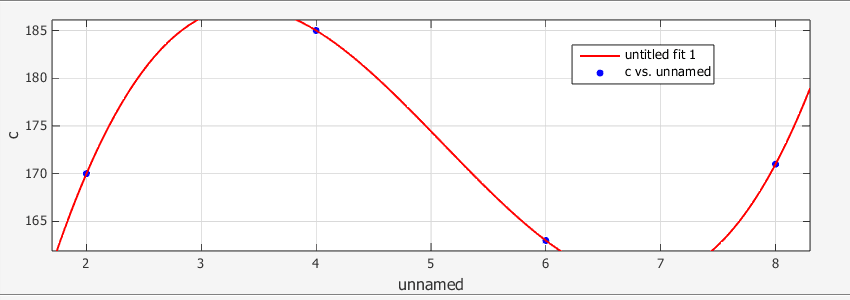 185
180
175
170
165
c
untitled fit 1
c vs. unnamed
2 3 4 5 6 7 8
unnamed